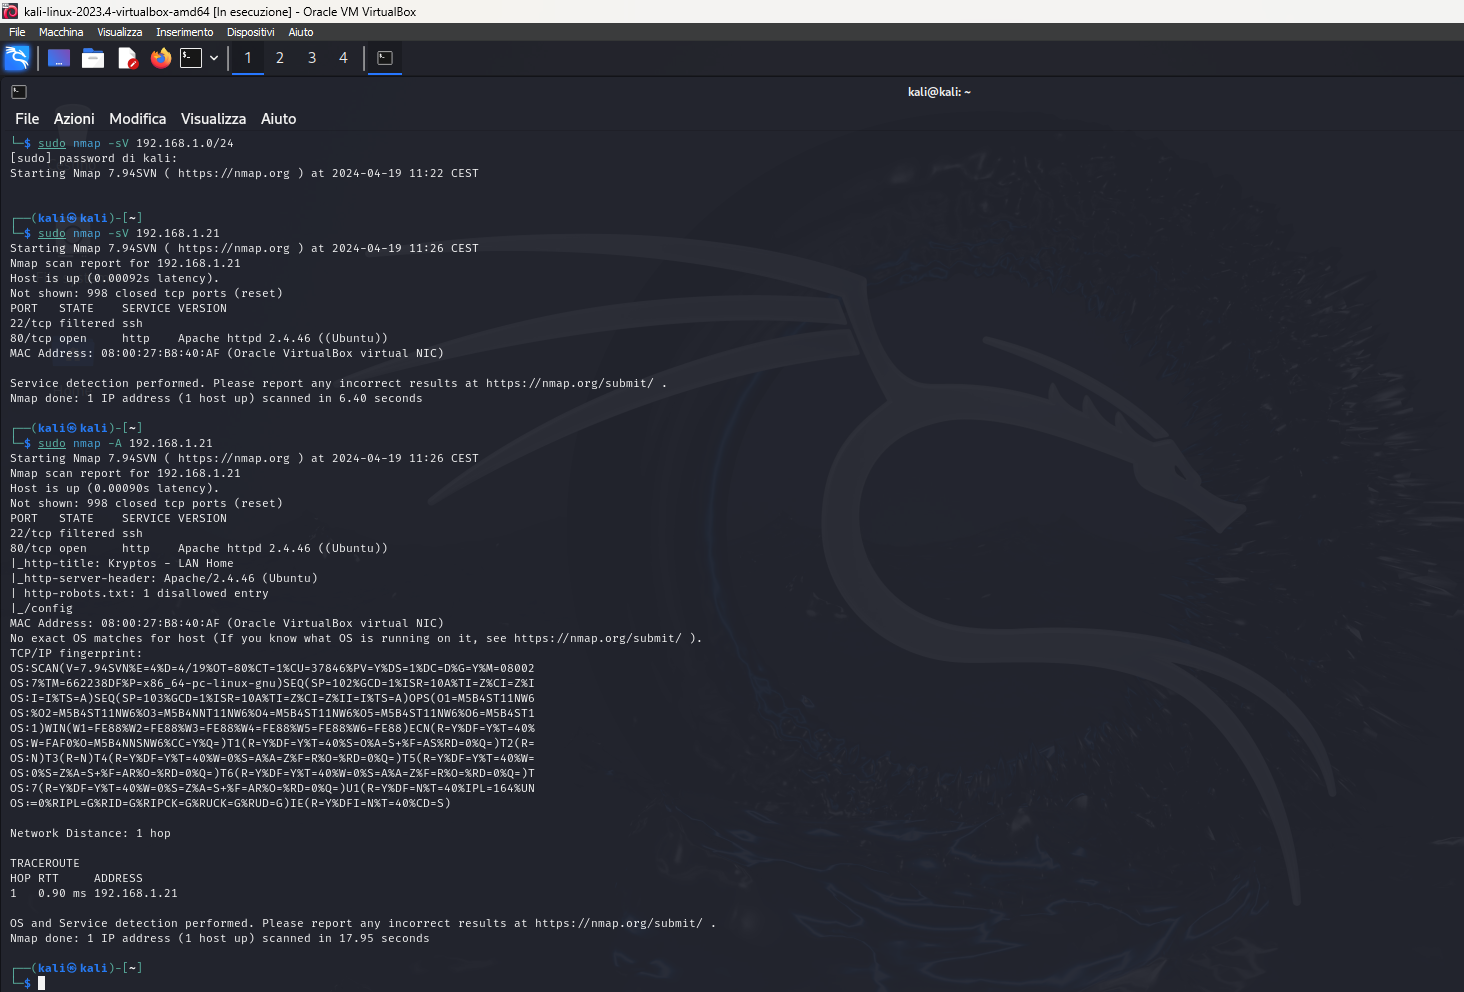 kali-linux-2023.4-virtualbox-amd64 [In esecuzione] - Oracle VM VirtualBox
File Macchina Visualizza Inserimento Dispositivi Aiuto
1 2 3 4
kali@kali: ~
File Azioni Modifica Visualizza Aiuto
└─$ sudo nmap -sV 192.168.1.0/24
[sudo] password di kali:
Starting Nmap 7.94SVN ( https://nmap.org ) at 2024-04-19 11:22 CEST
┌──(kali㉿kali)-[~]
└─$ sudo nmap -sV 192.168.1.21
Starting Nmap 7.94SVN ( https://nmap.org ) at 2024-04-19 11:26 CEST
Nmap scan report for 192.168.1.21
Host is up (0.00092s latency).
Not shown: 998 closed tcp ports (reset)
PORT   STATE    SERVICE VERSION
22/tcp filtered ssh
80/tcp open     http    Apache httpd 2.4.46 ((Ubuntu))
MAC Address: 08:00:27:B8:40:AF (Oracle VirtualBox virtual NIC)
Service detection performed. Please report any incorrect results at https://nmap.org/submit/ .
Nmap done: 1 IP address (1 host up) scanned in 6.40 seconds
┌──(kali㉿kali)-[~]
└─$ sudo nmap -A 192.168.1.21
Starting Nmap 7.94SVN ( https://nmap.org ) at 2024-04-19 11:26 CEST
Nmap scan report for 192.168.1.21
Host is up (0.00090s latency).
Not shown: 998 closed tcp ports (reset)
PORT   STATE    SERVICE VERSION
22/tcp filtered ssh
80/tcp open     http    Apache httpd 2.4.46 ((Ubuntu))
|_http-title: Kryptos - LAN Home
|_http-server-header: Apache/2.4.46 (Ubuntu)
| http-robots.txt: 1 disallowed entry
|_/config
MAC Address: 08:00:27:B8:40:AF (Oracle VirtualBox virtual NIC)
No exact OS matches for host (If you know what OS is running on it, see https://nmap.org/submit/ ).
TCP/IP fingerprint:
OS:SCAN(V=7.94SVN%E=4%D=4/19%OT=80%CT=1%CU=37846%PV=Y%DS=1%DC=D%G=Y%M=08002
OS:7%TM=662238DF%P=x86_64-pc-linux-gnu)SEQ(SP=102%GCD=1%ISR=10A%TI=Z%CI=Z%I
OS:I=I%TS=A)SEQ(SP=103%GCD=1%ISR=10A%TI=Z%CI=Z%II=I%TS=A)OPS(O1=M5B4ST11NW6
OS:%O2=M5B4ST11NW6%O3=M5B4NNT11NW6%O4=M5B4ST11NW6%O5=M5B4ST11NW6%O6=M5B4ST1
OS:1)WIN(W1=FE88%W2=FE88%W3=FE88%W4=FE88%W5=FE88%W6=FE88)ECN(R=Y%DF=Y%T=40%
OS:W=FAF0%O=M5B4NNSNW6%CC=Y%Q=)T1(R=Y%DF=Y%T=40%S=O%A=S+%F=AS%RD=0%Q=)T2(R=
OS:N)T3(R=N)T4(R=Y%DF=Y%T=40%W=0%S=A%A=Z%F=R%O=%RD=0%Q=)T5(R=Y%DF=Y%T=40%W=
OS:0%S=Z%A=S+%F=AR%O=%RD=0%Q=)T6(R=Y%DF=Y%T=40%W=0%S=A%A=Z%F=R%O=%RD=0%Q=)T
OS:7(R=Y%DF=Y%T=40%W=0%S=Z%A=S+%F=AR%O=%RD=0%Q=)U1(R=Y%DF=N%T=40%IPL=164%UN
OS:=0%RIPL=G%RID=G%RIPCK=G%RUCK=G%RUD=G)IE(R=Y%DFI=N%T=40%CD=S)
Network Distance: 1 hop
TRACEROUTE
HOP RTT     ADDRESS
1   0.90 ms 192.168.1.21
OS and Service detection performed. Please report any incorrect results at https://nmap.org/submit/ .
Nmap done: 1 IP address (1 host up) scanned in 17.95 seconds
┌──(kali㉿kali)-[~]
└─$